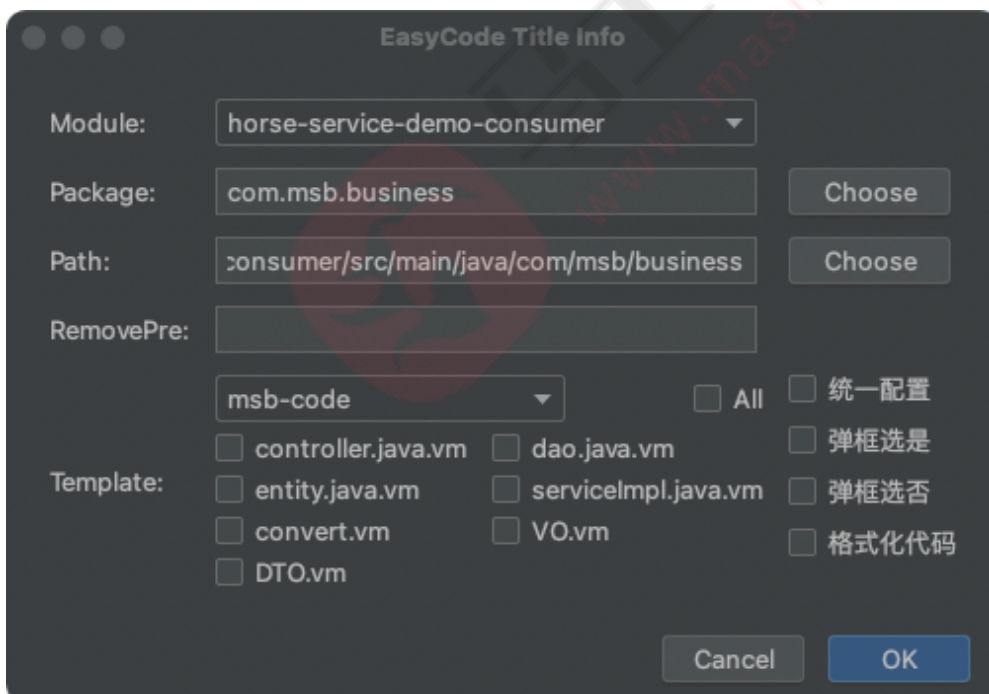 EasyCode Title Info
Module: horse-service-demo-consumer
Package: com.msb.business Choose
Path: consumer/src/main/java/com/msb/business Choose
RemovePre:
msb-code All 统一配置
controller.java.vm dao.java.vm 弹框选是
Template: entity.java.vm serviceImpl.java.vm 弹框选否
convert.vm VO.vm 格式化代码
DTO.vm
Cancel OK